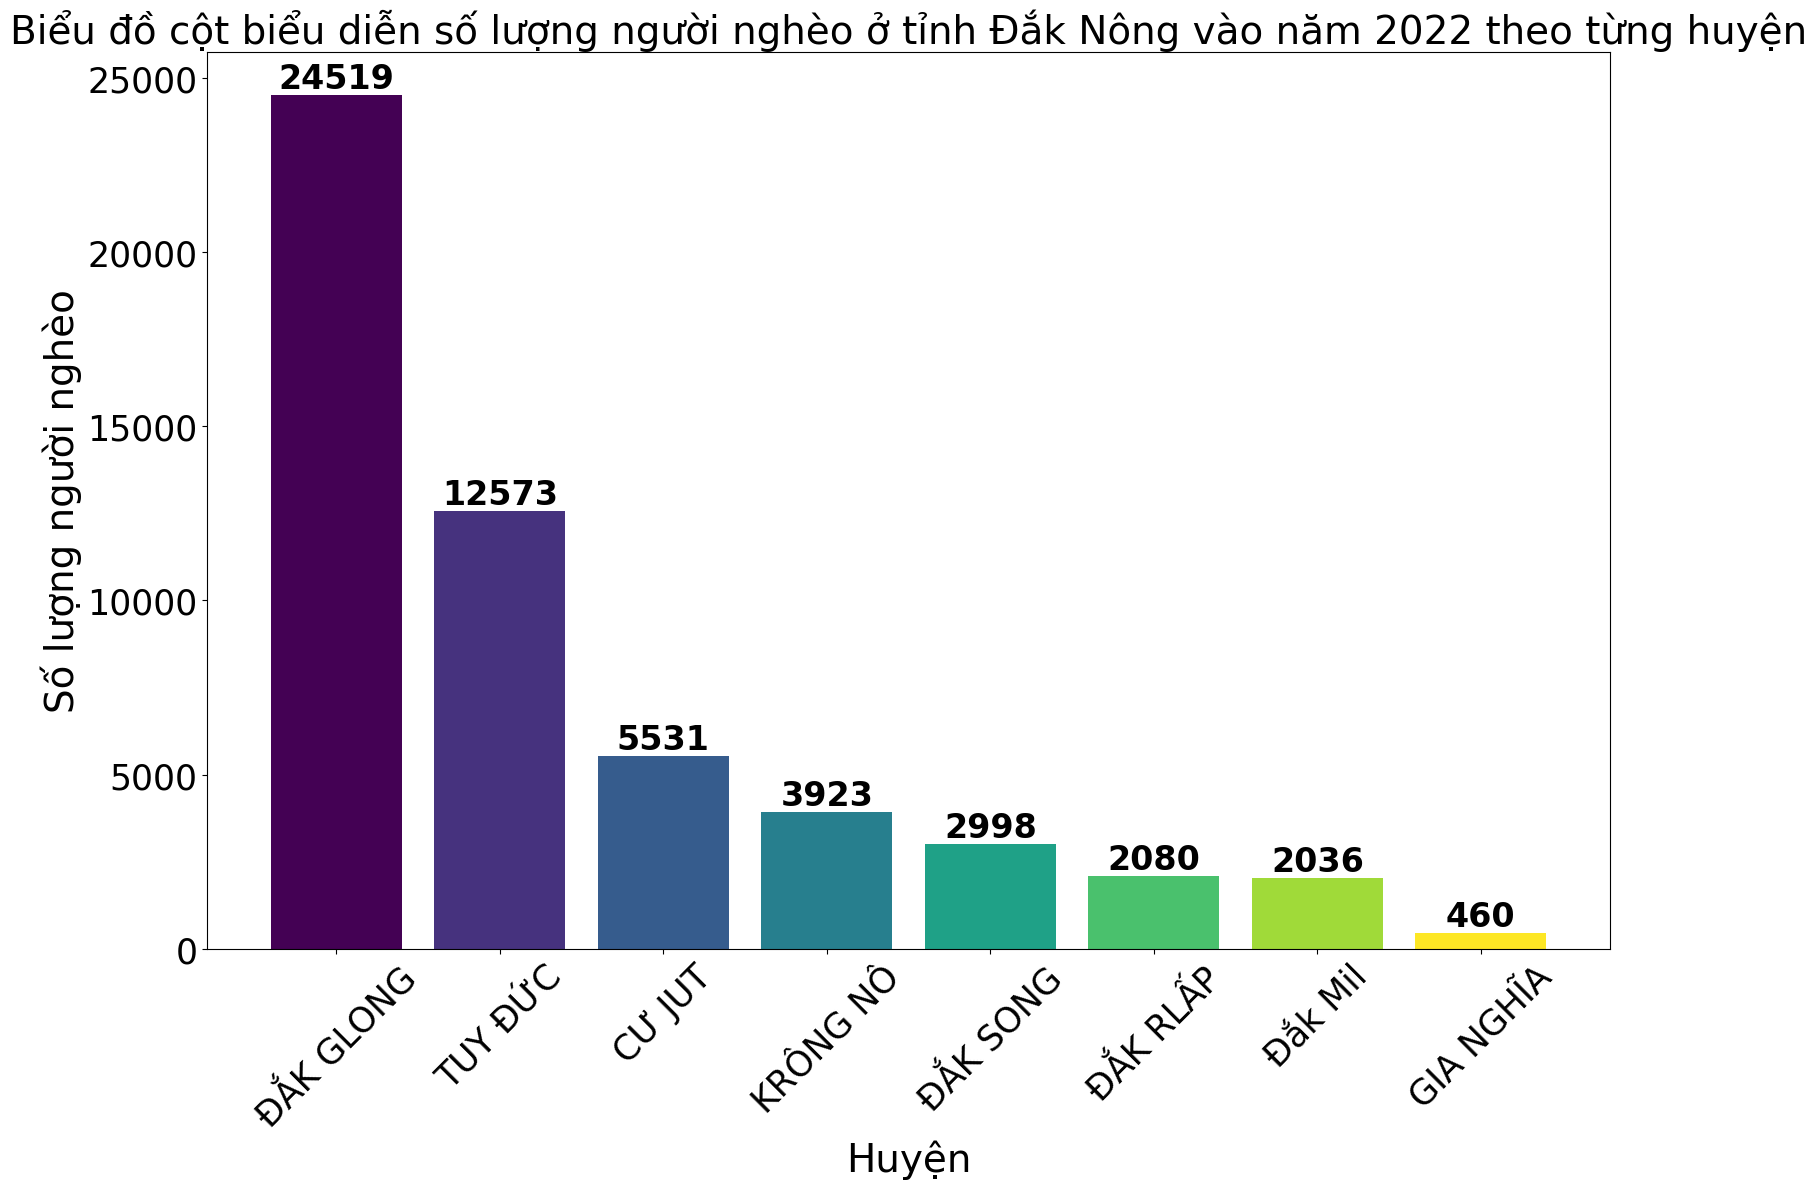 Biểu đồ cột biểu diễn số lượng người nghèo ở tỉnh Đắk Nông vào năm 2022 theo từng huyện
Số lượng người nghèo
25000
20000
15000
10000
5000
0
24519
12573
5531
3923
2998
2080
2036
460
ĐẮK GLONG
TUY ĐỨC
CƯ JUT
KRÔNG NÔ
ĐẮK SONG
ĐẮK RLẤP
Đắk Mil
GIA NGHĨA
Huyện